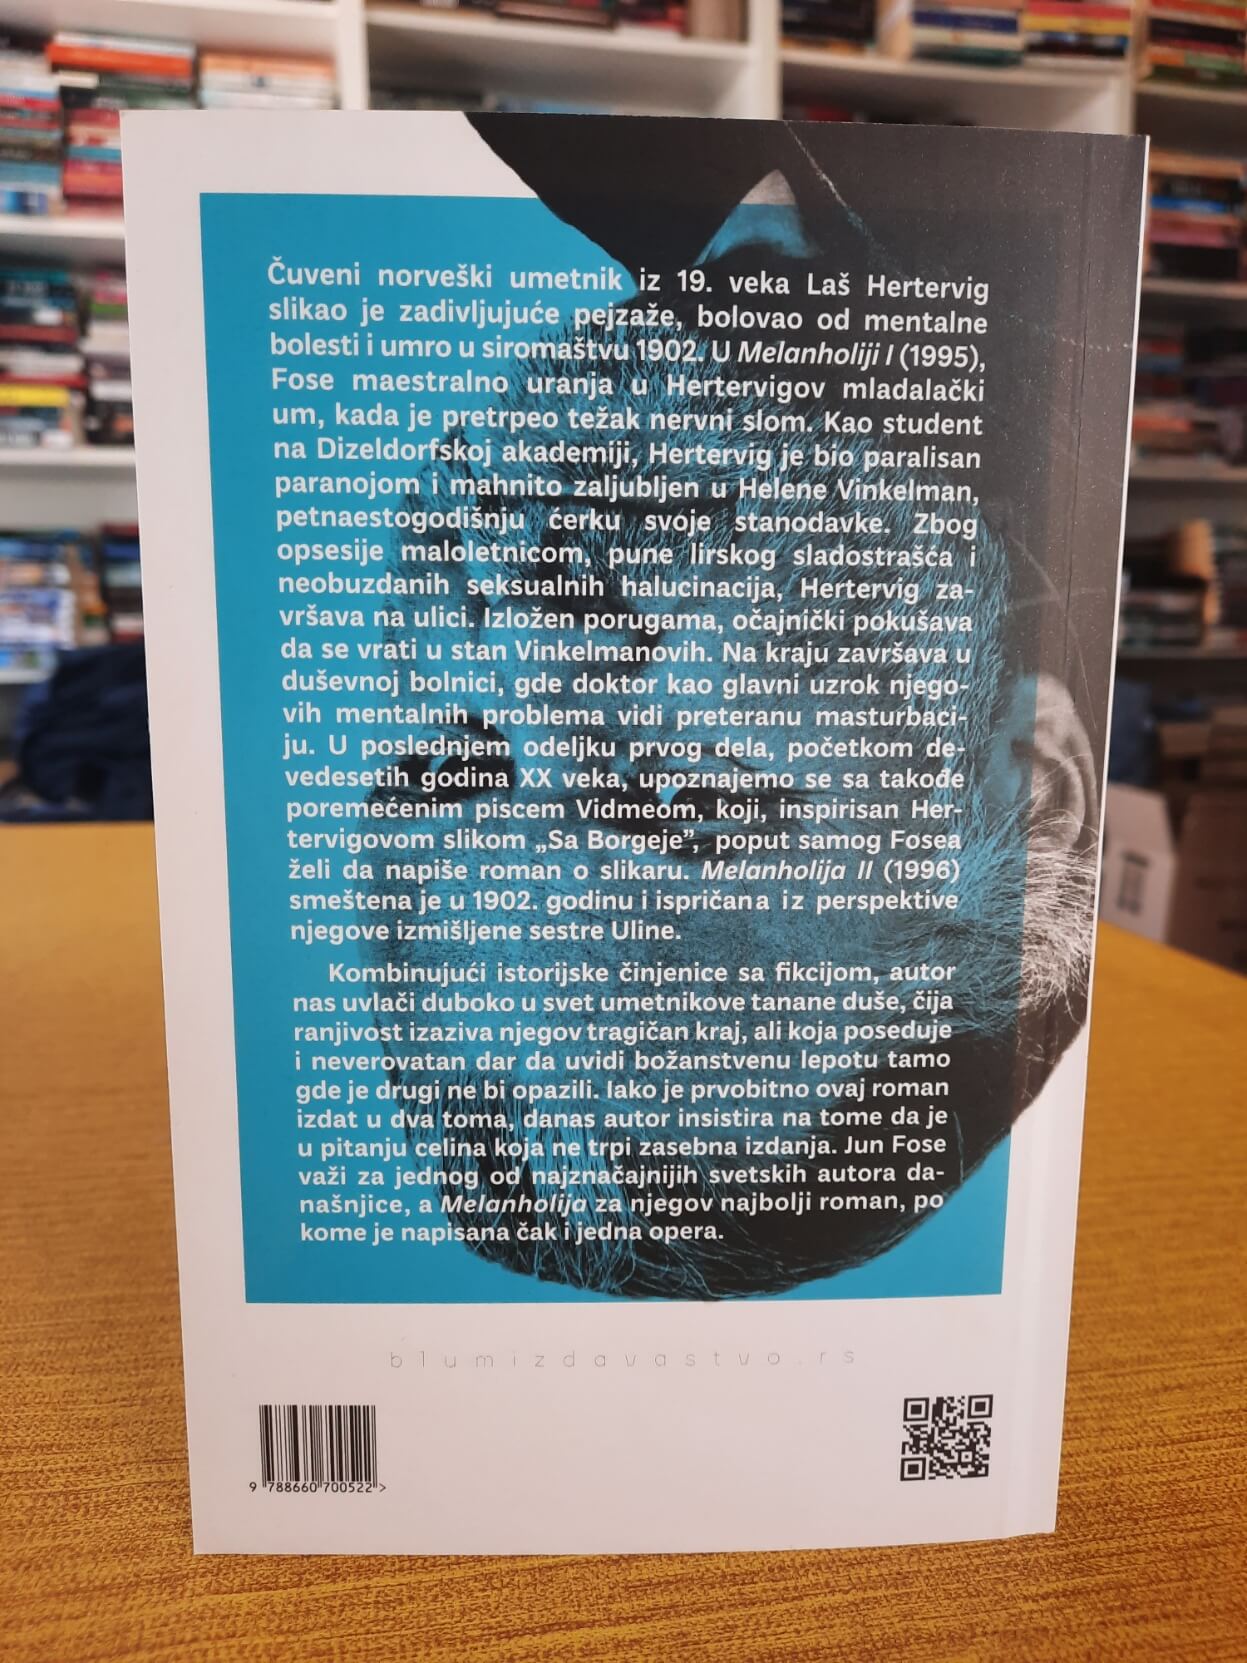 Čuveni norveški umetnik iz 19. veka Laš Hertervig
slikao je zadivljujuće pejzaže, bolovao od mentalne
bolesti i umro u siromaštvu 1902. U Melanholiji I (1995),
Fose maestralno uranja u Hertervigov mladalački
um, kada je pretrpeo težak nervni slom. Kao student
na Dizeldorfskoj akademiji, Hertervig je bio paralisan
paranojom i mahnito zaljubljen u Helene Vinkelman,
petnaestogodišnju ćerku svoje stanodavke. Zbog
opsesije maloletnicom, pune lirskog sladostrašća i
neobuzdanih seksualnih halucinacija, Hertervig za-
vršava na ulici. Izložen porugama, očajnički pokušava
da se vrati u stan Vinkelmanovih. Na kraju završava u
duševnoj bolnici, gde doktor kao glavni uzrok njego-
vih mentalnih problema vidi preteranu masturbaci-
ju. U poslednjem odeljku prvog dela, početkom de-
vedesetih godina XX veka, upoznajemo se sa takođe
poremećenim piscem Vidmeom, koji, inspirisan Her-
tervigovom slikom „Sa Borgeje”, poput samog Fosea
želi da napiše roman o slikaru. Melanholija II (1996)
smeštena je u 1902. godinu i ispričana iz perspektive
njegove izmišljene sestre Uline.
Kombinujući istorijske činjenice sa fikcijom, autor
nas uvlači duboko u svet umetnikove tanane duše, čija
ranjivost izaziva njegov tragičan kraj, ali koja poseduje
i neverovatan dar da uvidi božanstvenu lepotu tamo
gde je drugi ne bi opazili. Iako je prvobitno ovaj roman
izdat u dva toma, danas autor insistira na tome da je
u pitanju celina koja ne trpi zasebna izdanja. Jun Fose
važi za jednog od najznačajnijih svetskih autora da-
našnjice, a Melanholija za njegov najbolji roman, po
kome je napisana čak i jedna opera.
blumizdavastvo.rs
9 788660 700522 >